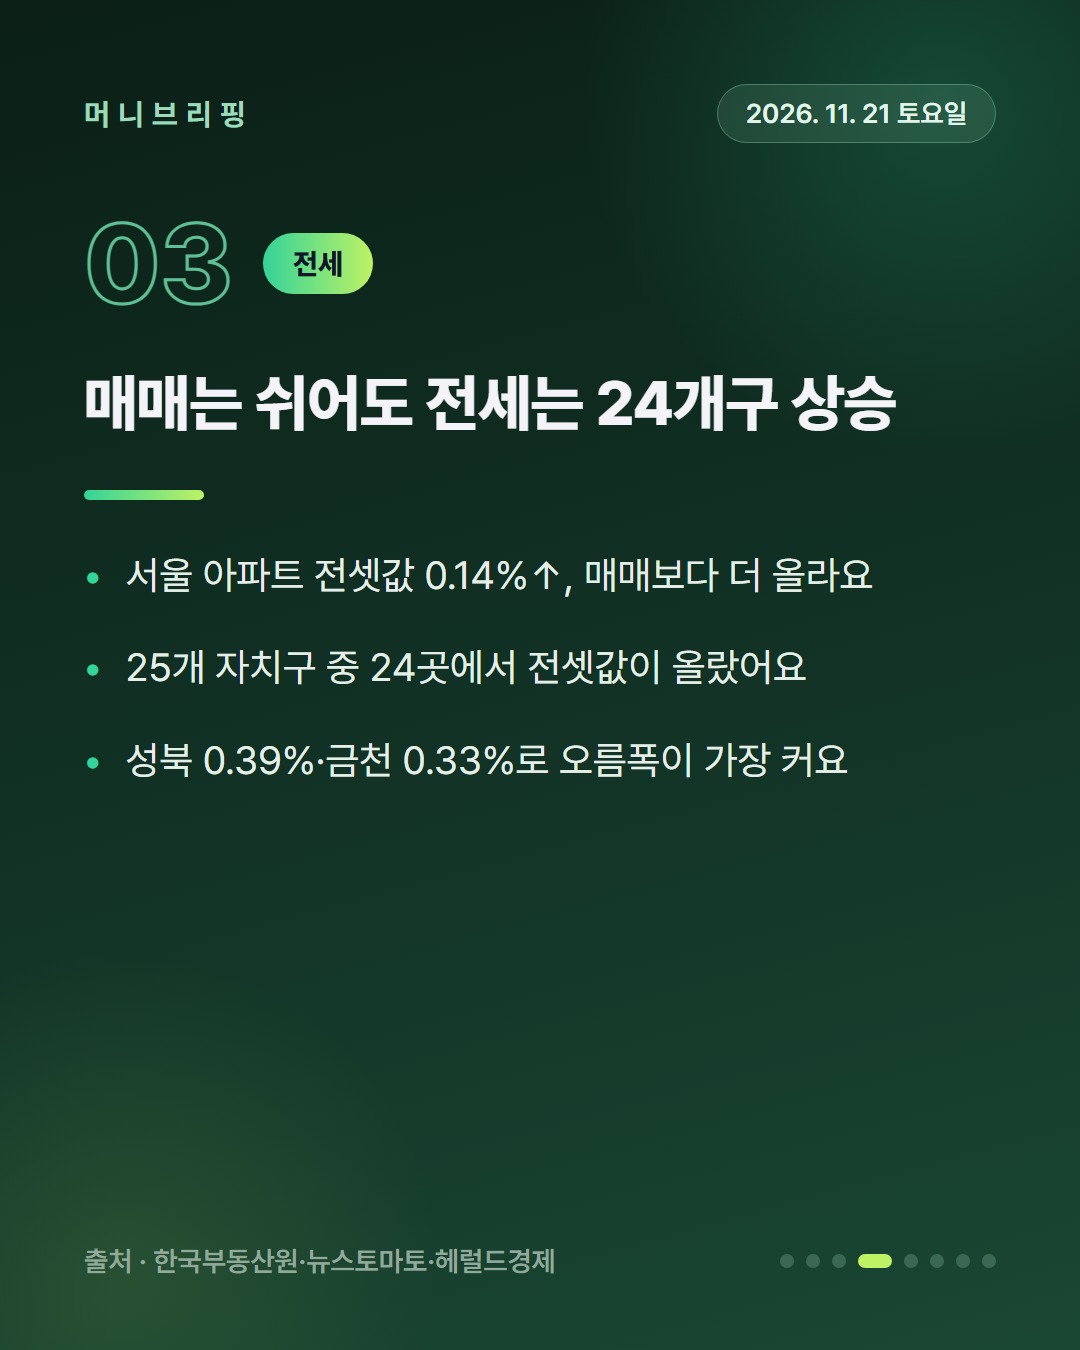 머니브리핑
2026. 11. 21 토요일
03
전세
매매는 쉬어도 전세는 24개구 상승
• 서울 아파트 전셋값 0.14%↑, 매매보다 더 올라요
• 25개 자치구 중 24곳에서 전셋값이 올랐어요
• 성북 0.39%·금천 0.33%로 오름폭이 가장 커요
출처 · 한국부동산원·뉴스토마토·헤럴드경제